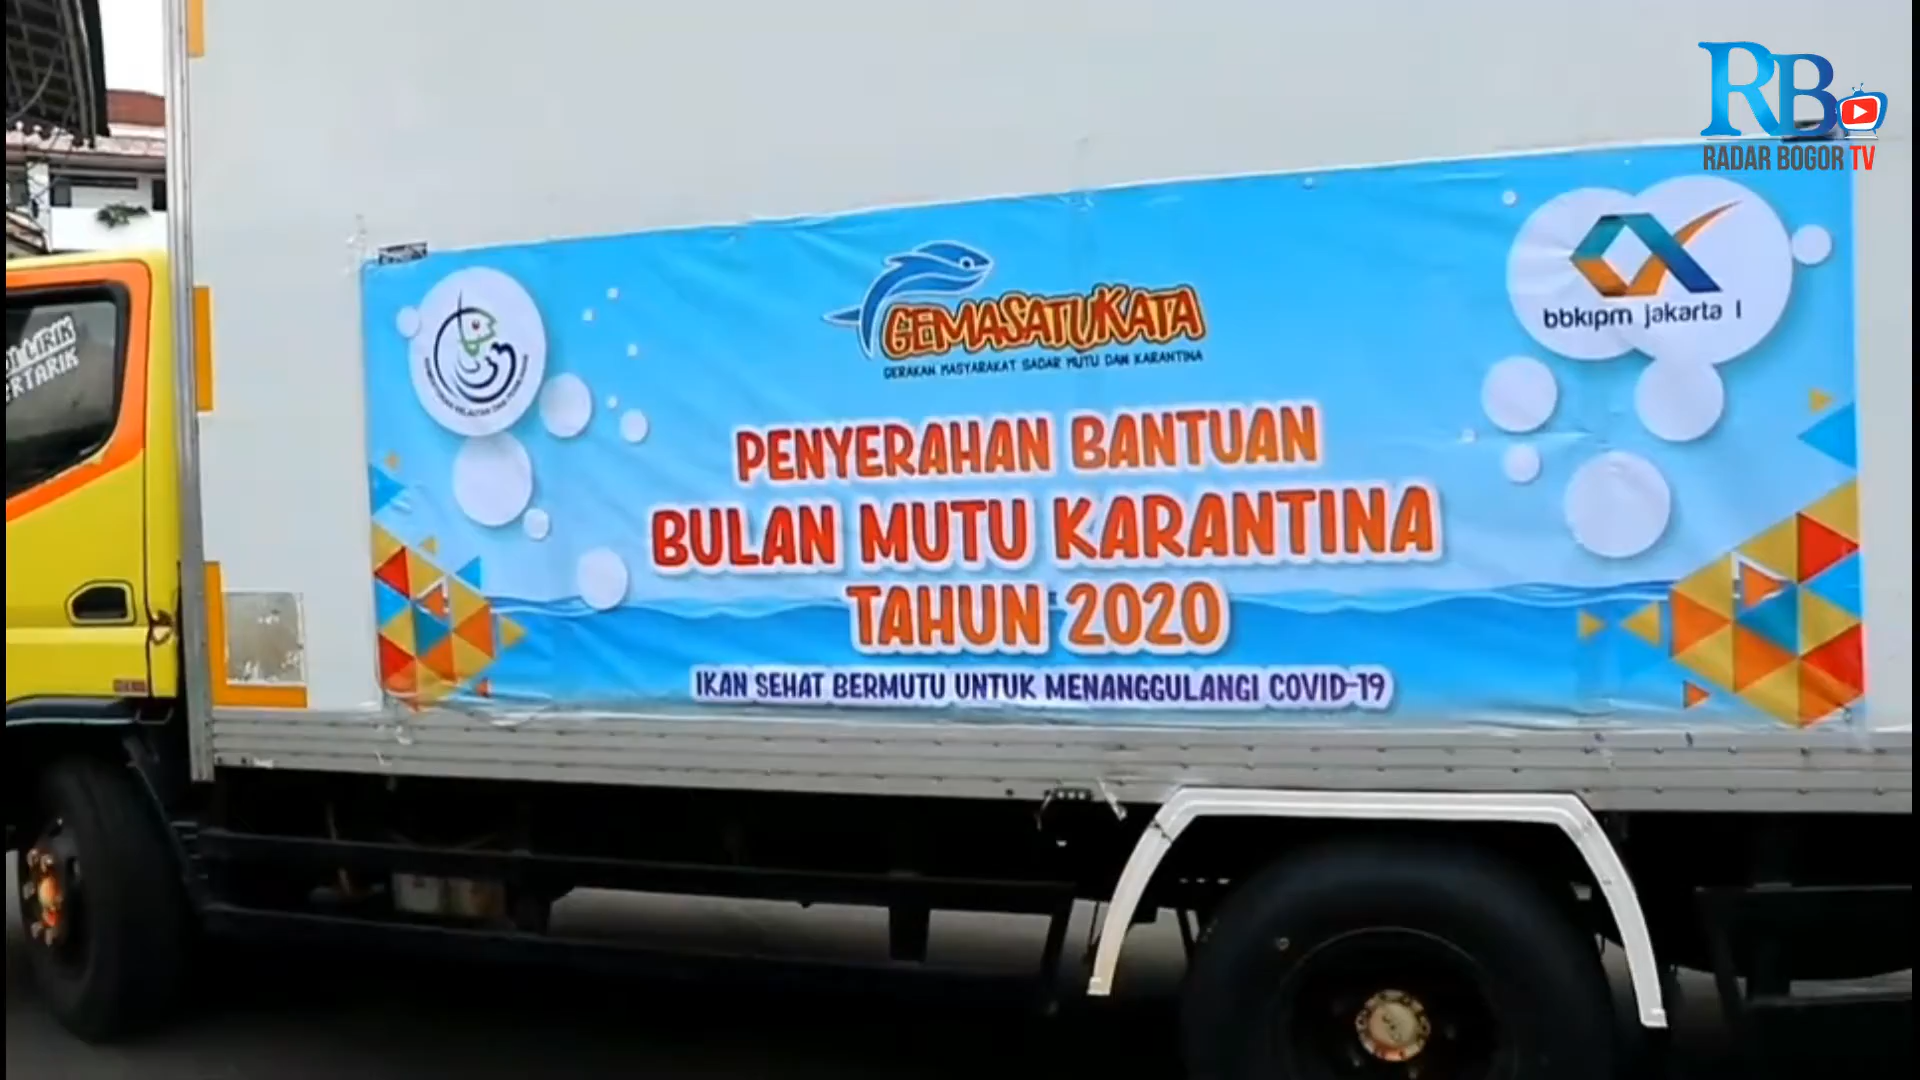 RB
RADAR BOGOR TV
LIRIK
GEMASATUKATA
GERAKAN MASYARAKAT SADAR MUTU DAN KARANTINA
bbkipm jakarta I
PENYERAHAN BANTUAN
BULAN MUTU KARANTINA
TAHUN 2020
IKAN SEHAT BERMUTU UNTUK MENANGGULANGI COVID-19